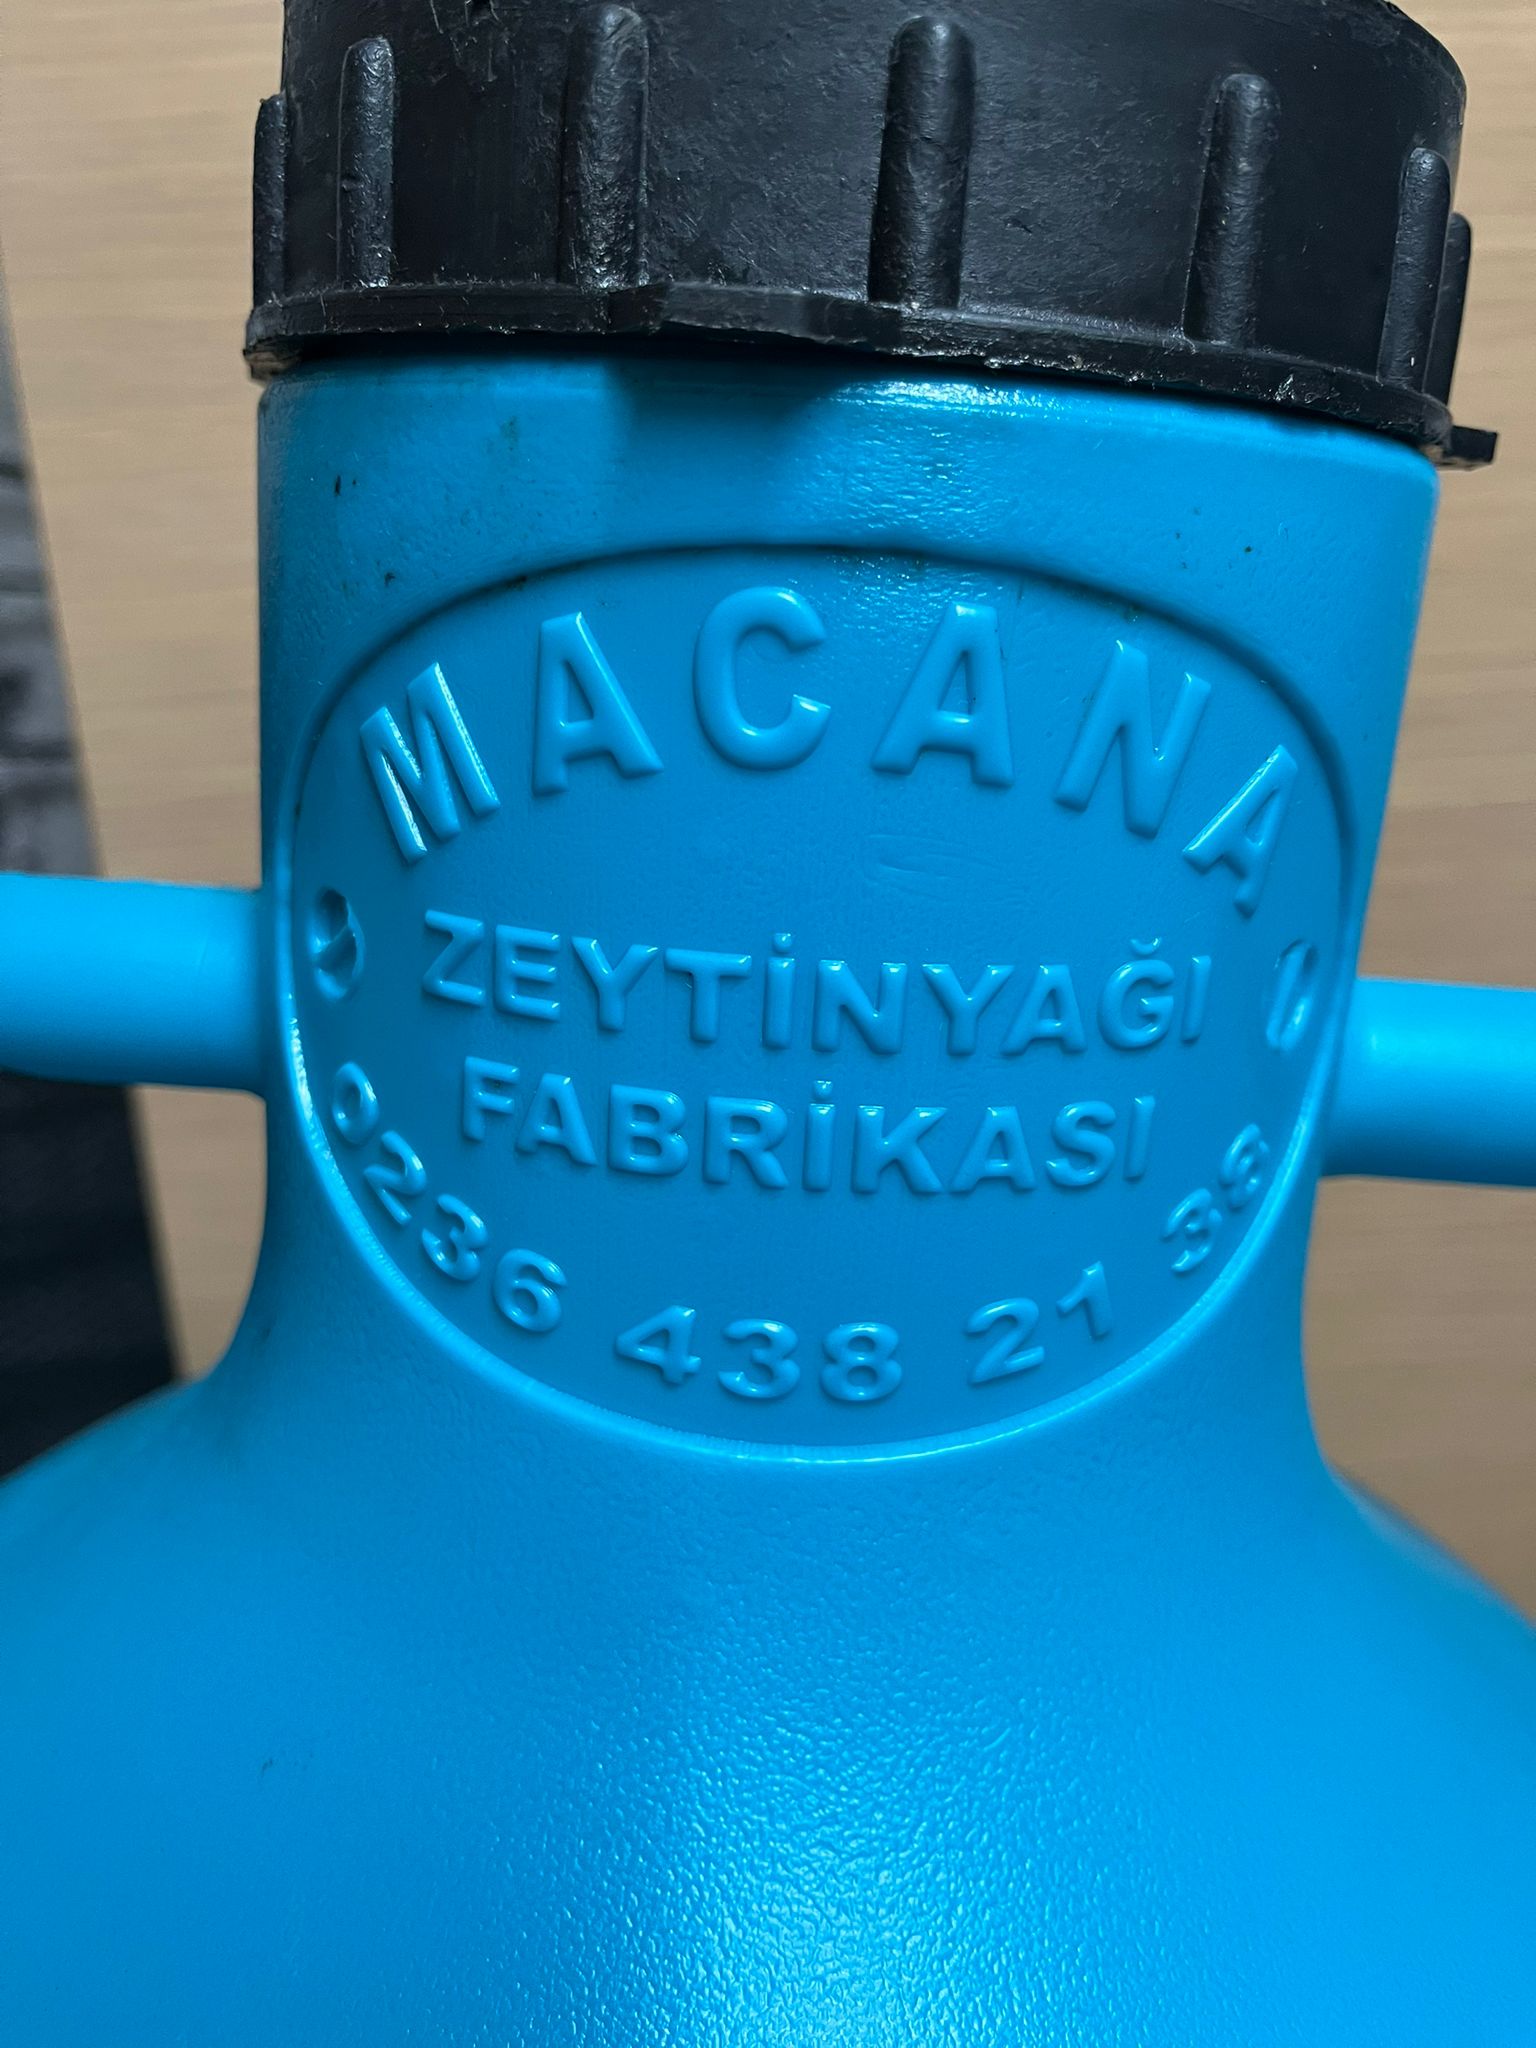 MACANA
ZEYTİNYAĞI
FABRİKASI
0236 438 21 38